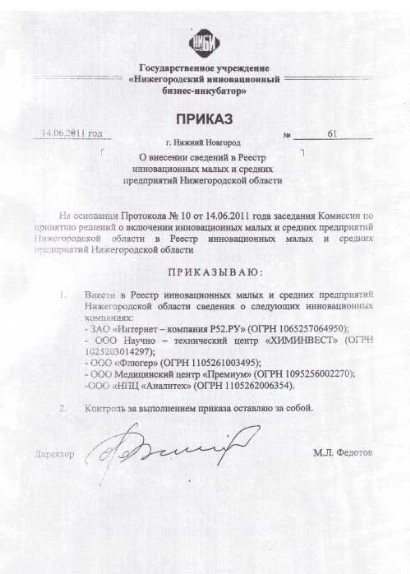 НИБИ
Государственное учреждение
«Нижегородский инновационный
бизнес-инкубатор»
ПРИКАЗ
14.06.2011 год № 61
г. Нижний Новгород
О внесении сведений в Реестр
инновационных малых и средних
предприятий Нижегородской области
На основании Протокола № 10 от 14.06.2011 года заседания Комиссии по
принятию решений о включении инновационных малых и средних предприятий
Нижегородской области в Реестр инновационных малых и средних
предприятий Нижегородской области
ПРИКАЗЫВАЮ:
1. Внести в Реестр инновационных малых и средних предприятий
Нижегородской области сведения о следующих инновационных
компаниях:
- ЗАО «Интернет – компания Р52.РУ» (ОГРН 1065257064950);
- ООО Научно – технический центр «ХИМИНВЕСТ» (ОГРН
1025203014297);
- ООО «Флюгер» (ОГРН 1105261003495);
- ООО Медицинский центр «Премиум» (ОГРН 1095256002270);
-ООО «НПЦ «Аналитех» (ОГРН 1105262006354).
2. Контроль за выполнением приказа оставляю за собой.
Директор М.Л. Федотов